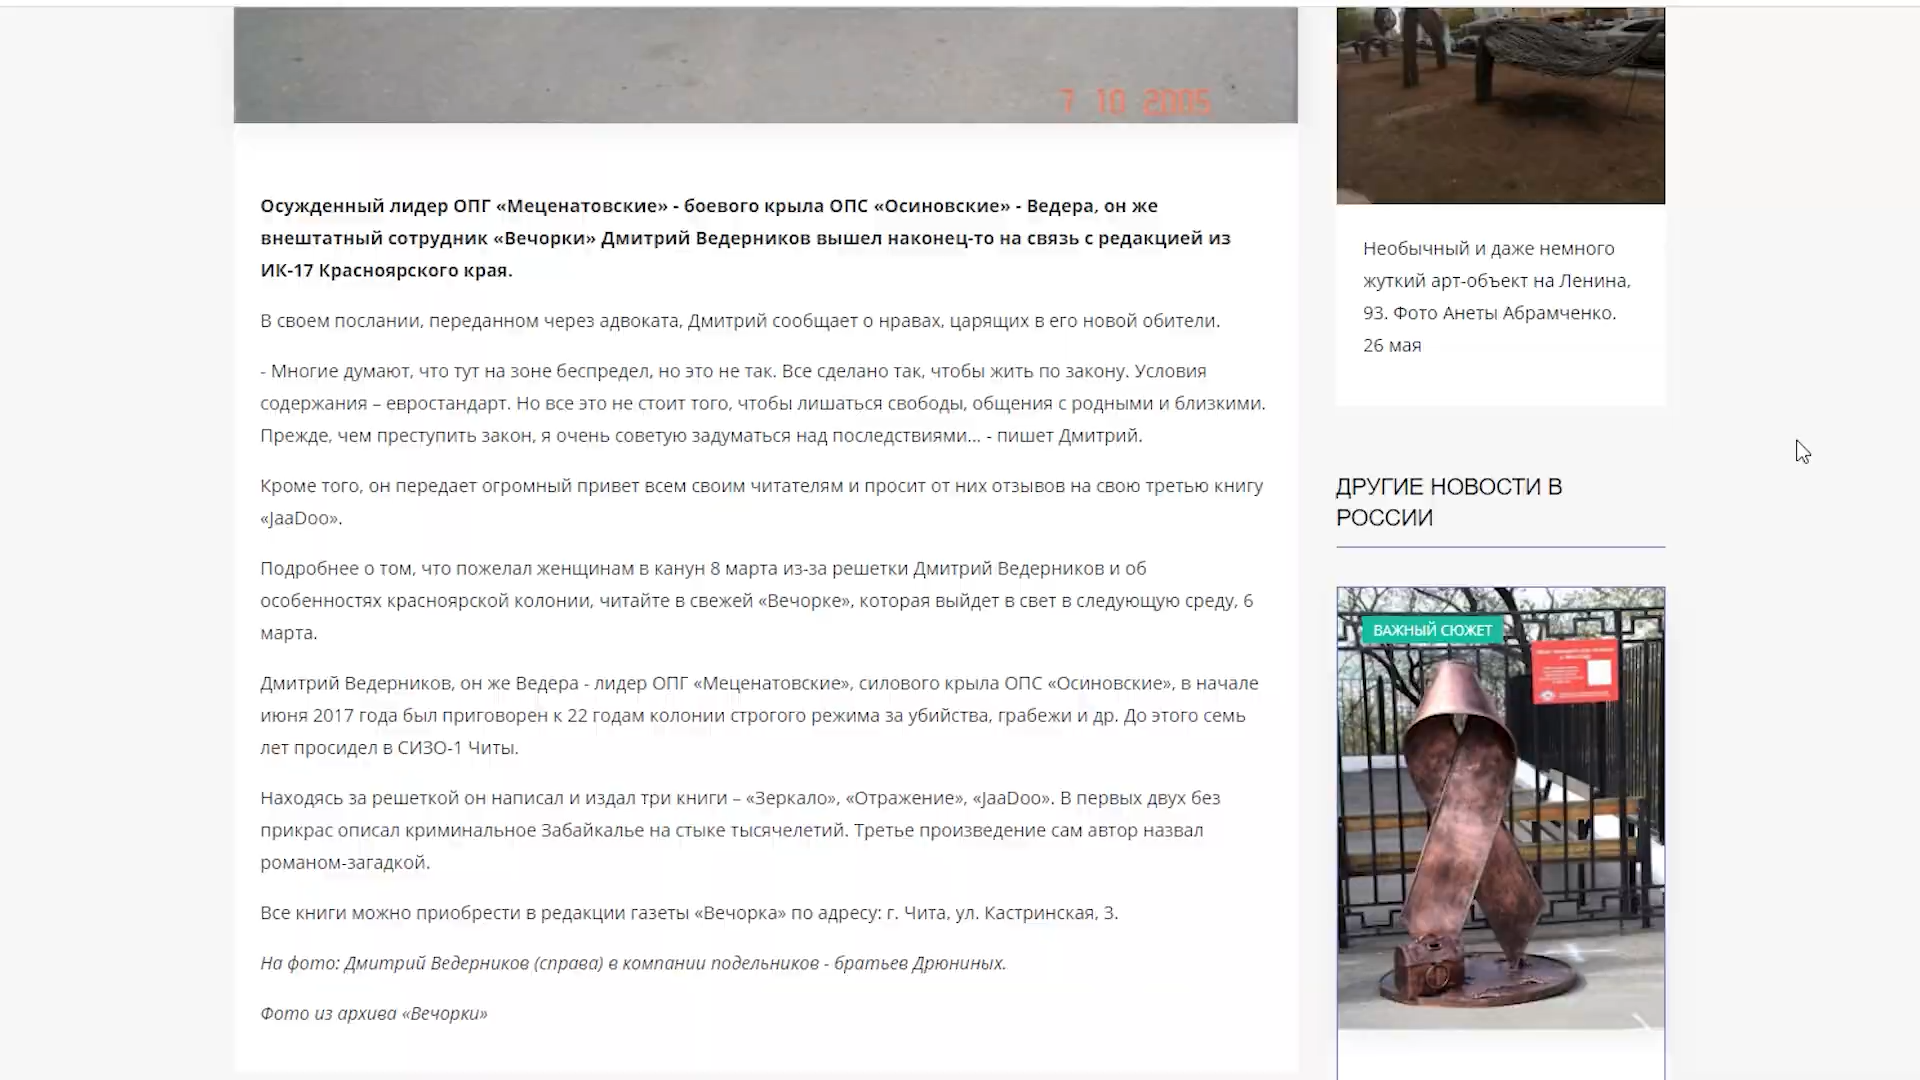 7 10 2005
Осужденный лидер ОПГ «Меценатовские» - боевого крыла ОПС «Осиновские» - Ведера, он же
внештатный сотрудник «Вечорки» Дмитрий Ведерников вышел наконец-то на связь с редакцией из
ИК-17 Красноярского края.
В своем послании, переданном через адвоката, Дмитрий сообщает о нравах, царящих в его новой обители.
- Многие думают, что тут на зоне беспредел, но это не так. Все сделано так, чтобы жить по закону. Условия
содержания – евростандарт. Но все это не стоит того, чтобы лишаться свободы, общения с родными и близкими.
Прежде, чем преступить закон, я очень советую задуматься над последствиями... - пишет Дмитрий.
Кроме того, он передает огромный привет всем своим читателям и просит от них отзывов на свою третью книгу
«JaaDoo».
Подробнее о том, что пожелал женщинам в канун 8 марта из-за решетки Дмитрий Ведерников и об
особенностях красноярской колонии, читайте в свежей «Вечорке», которая выйдет в свет в следующую среду, 6
марта.
Дмитрий Ведерников, он же Ведера - лидер ОПГ «Меценатовские», силового крыла ОПС «Осиновские», в начале
июня 2017 года был приговорен к 22 годам колонии строгого режима за убийства, грабежи и др. До этого семь
лет просидел в СИЗО-1 Читы.
Находясь за решеткой он написал и издал три книги – «Зеркало», «Отражение», «JaaDoo». В первых двух без
прикрас описал криминальное Забайкалье на стыке тысячелетий. Третье произведение сам автор назвал
романом-загадкой.
Все книги можно приобрести в редакции газеты «Вечорка» по адресу: г. Чита, ул. Кастринская, 3.
На фото: Дмитрий Ведерников (справа) в компании подельников - братьев Дрюниных.
Фото из архива «Вечорки»
Необычный и даже немного
жуткий арт-объект на Ленина,
93. Фото Анеты Абрамченко.
26 мая
ДРУГИЕ НОВОСТИ В
РОССИИ
ВАЖНЫЙ СЮЖЕТ